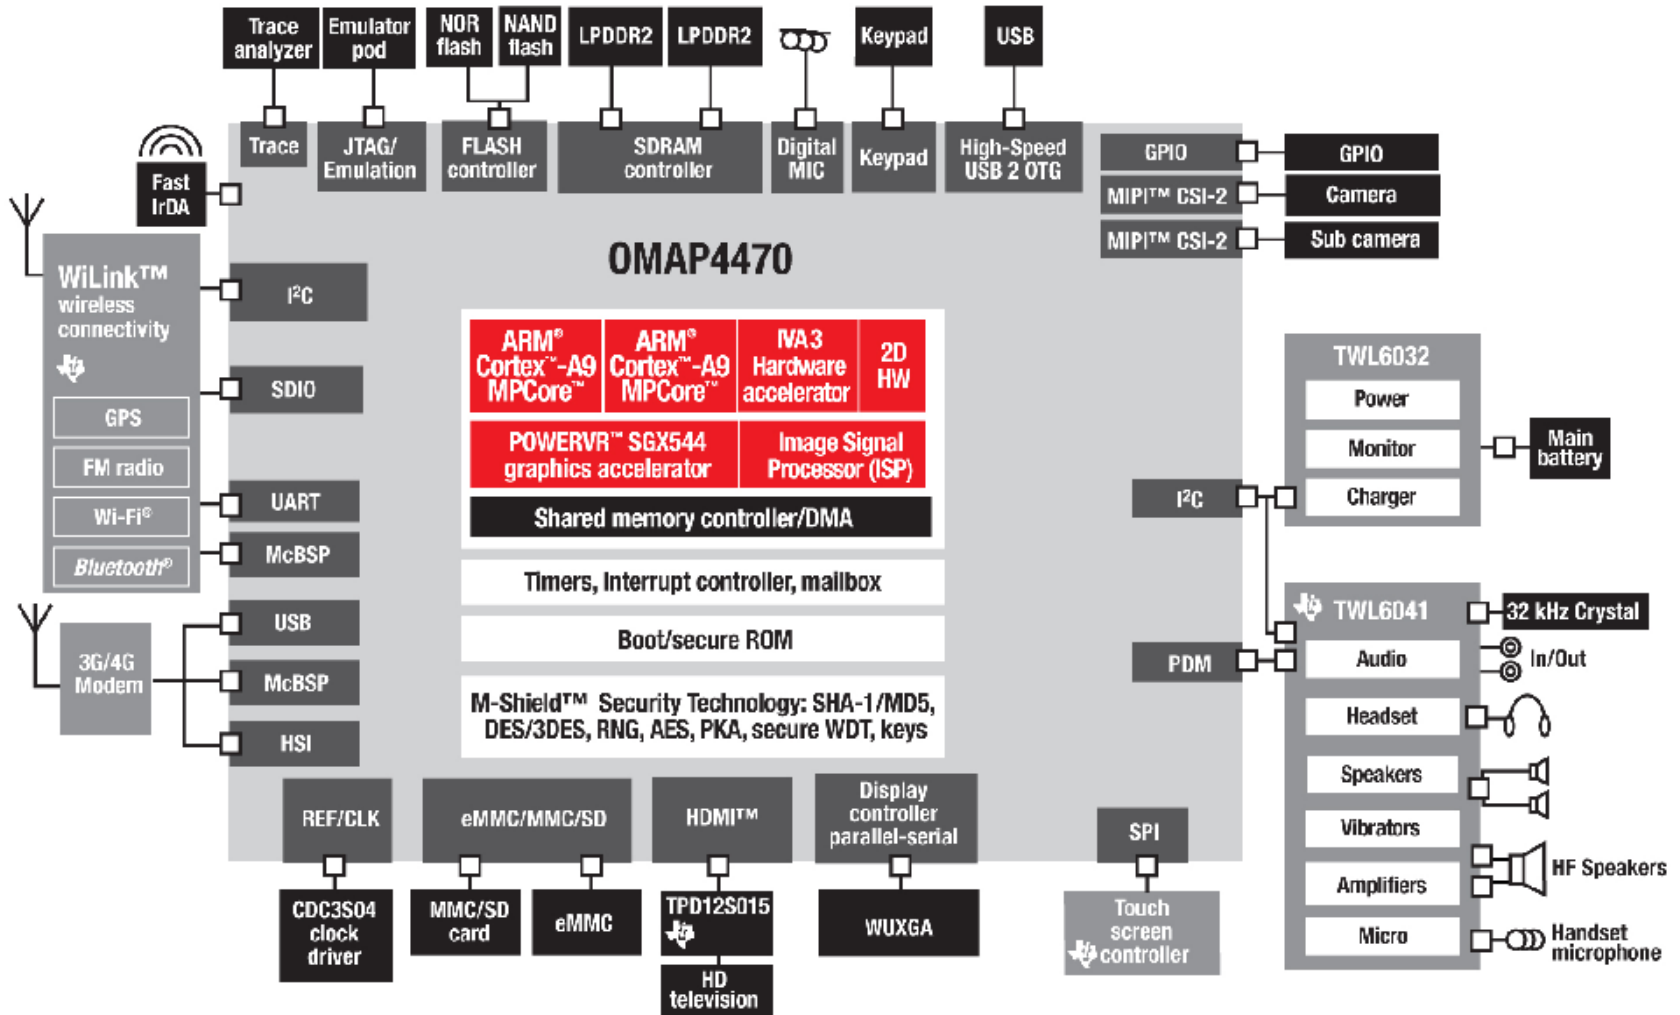 Trace
analyzer
Emulator
pod
NOR
flash
NAND
flash
LPDDR2
LPDDR2
Keypad
USB
Trace
JTAG/
Emulation
FLASH
controller
SDRAM
controller
Digital
MIC
Keypad
High-Speed
USB 2 OTG
GPIO
GPIO
MIPI™ CSI-2
Camera
MIPI™ CSI-2
Sub camera
Fast
IrDA
OMAP4470
WiLink™
wireless
connectivity
GPS
FM radio
Wi-Fi®
Bluetooth®
I²C
SDIO
UART
McBSP
USB
McBSP
HSI
3G/4G
Modem
ARM®
Cortex™-A9
MPCore™
ARM®
Cortex™-A9
MPCore™
IVA3
Hardware
accelerator
2D
HW
POWERVR™ SGX544
graphics accelerator
Image Signal
Processor (ISP)
Shared memory controller/DMA
Timers, Interrupt controller, mailbox
Boot/secure ROM
M-Shield™ Security Technology: SHA-1/MD5,
DES/3DES, RNG, AES, PKA, secure WDT, keys
I²C
PDM
TWL6032
Power
Monitor
Charger
Main
battery
TWL6041
Audio
Headset
Speakers
Vibrators
Amplifiers
Micro
32 kHz Crystal
In/Out
HF Speakers
Handset
microphone
REF/CLK
eMMC/MMC/SD
HDMI™
Display
controller
parallel-serial
SPI
CDC3S04
clock
driver
MMC/SD
card
eMMC
TPD12S015
HD
television
WUXGA
Touch
screen
controller